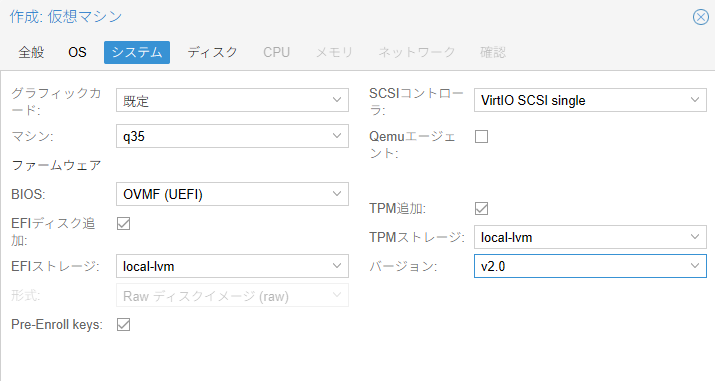 作成: 仮想マシン
全般 OS システム ディスク CPU メモリ ネットワーク 確認
グラフィックカード: 既定
マシン: q35
ファームウェア
BIOS: OVMF (UEFI)
EFIディスク追加:
EFIストレージ: local-lvm
形式: Raw ディスクイメージ (raw)
Pre-Enroll keys:
SCSIコントローラ: VirtIO SCSI single
Qemuエージェント:
TPM追加:
TPMストレージ: local-lvm
バージョン: v2.0